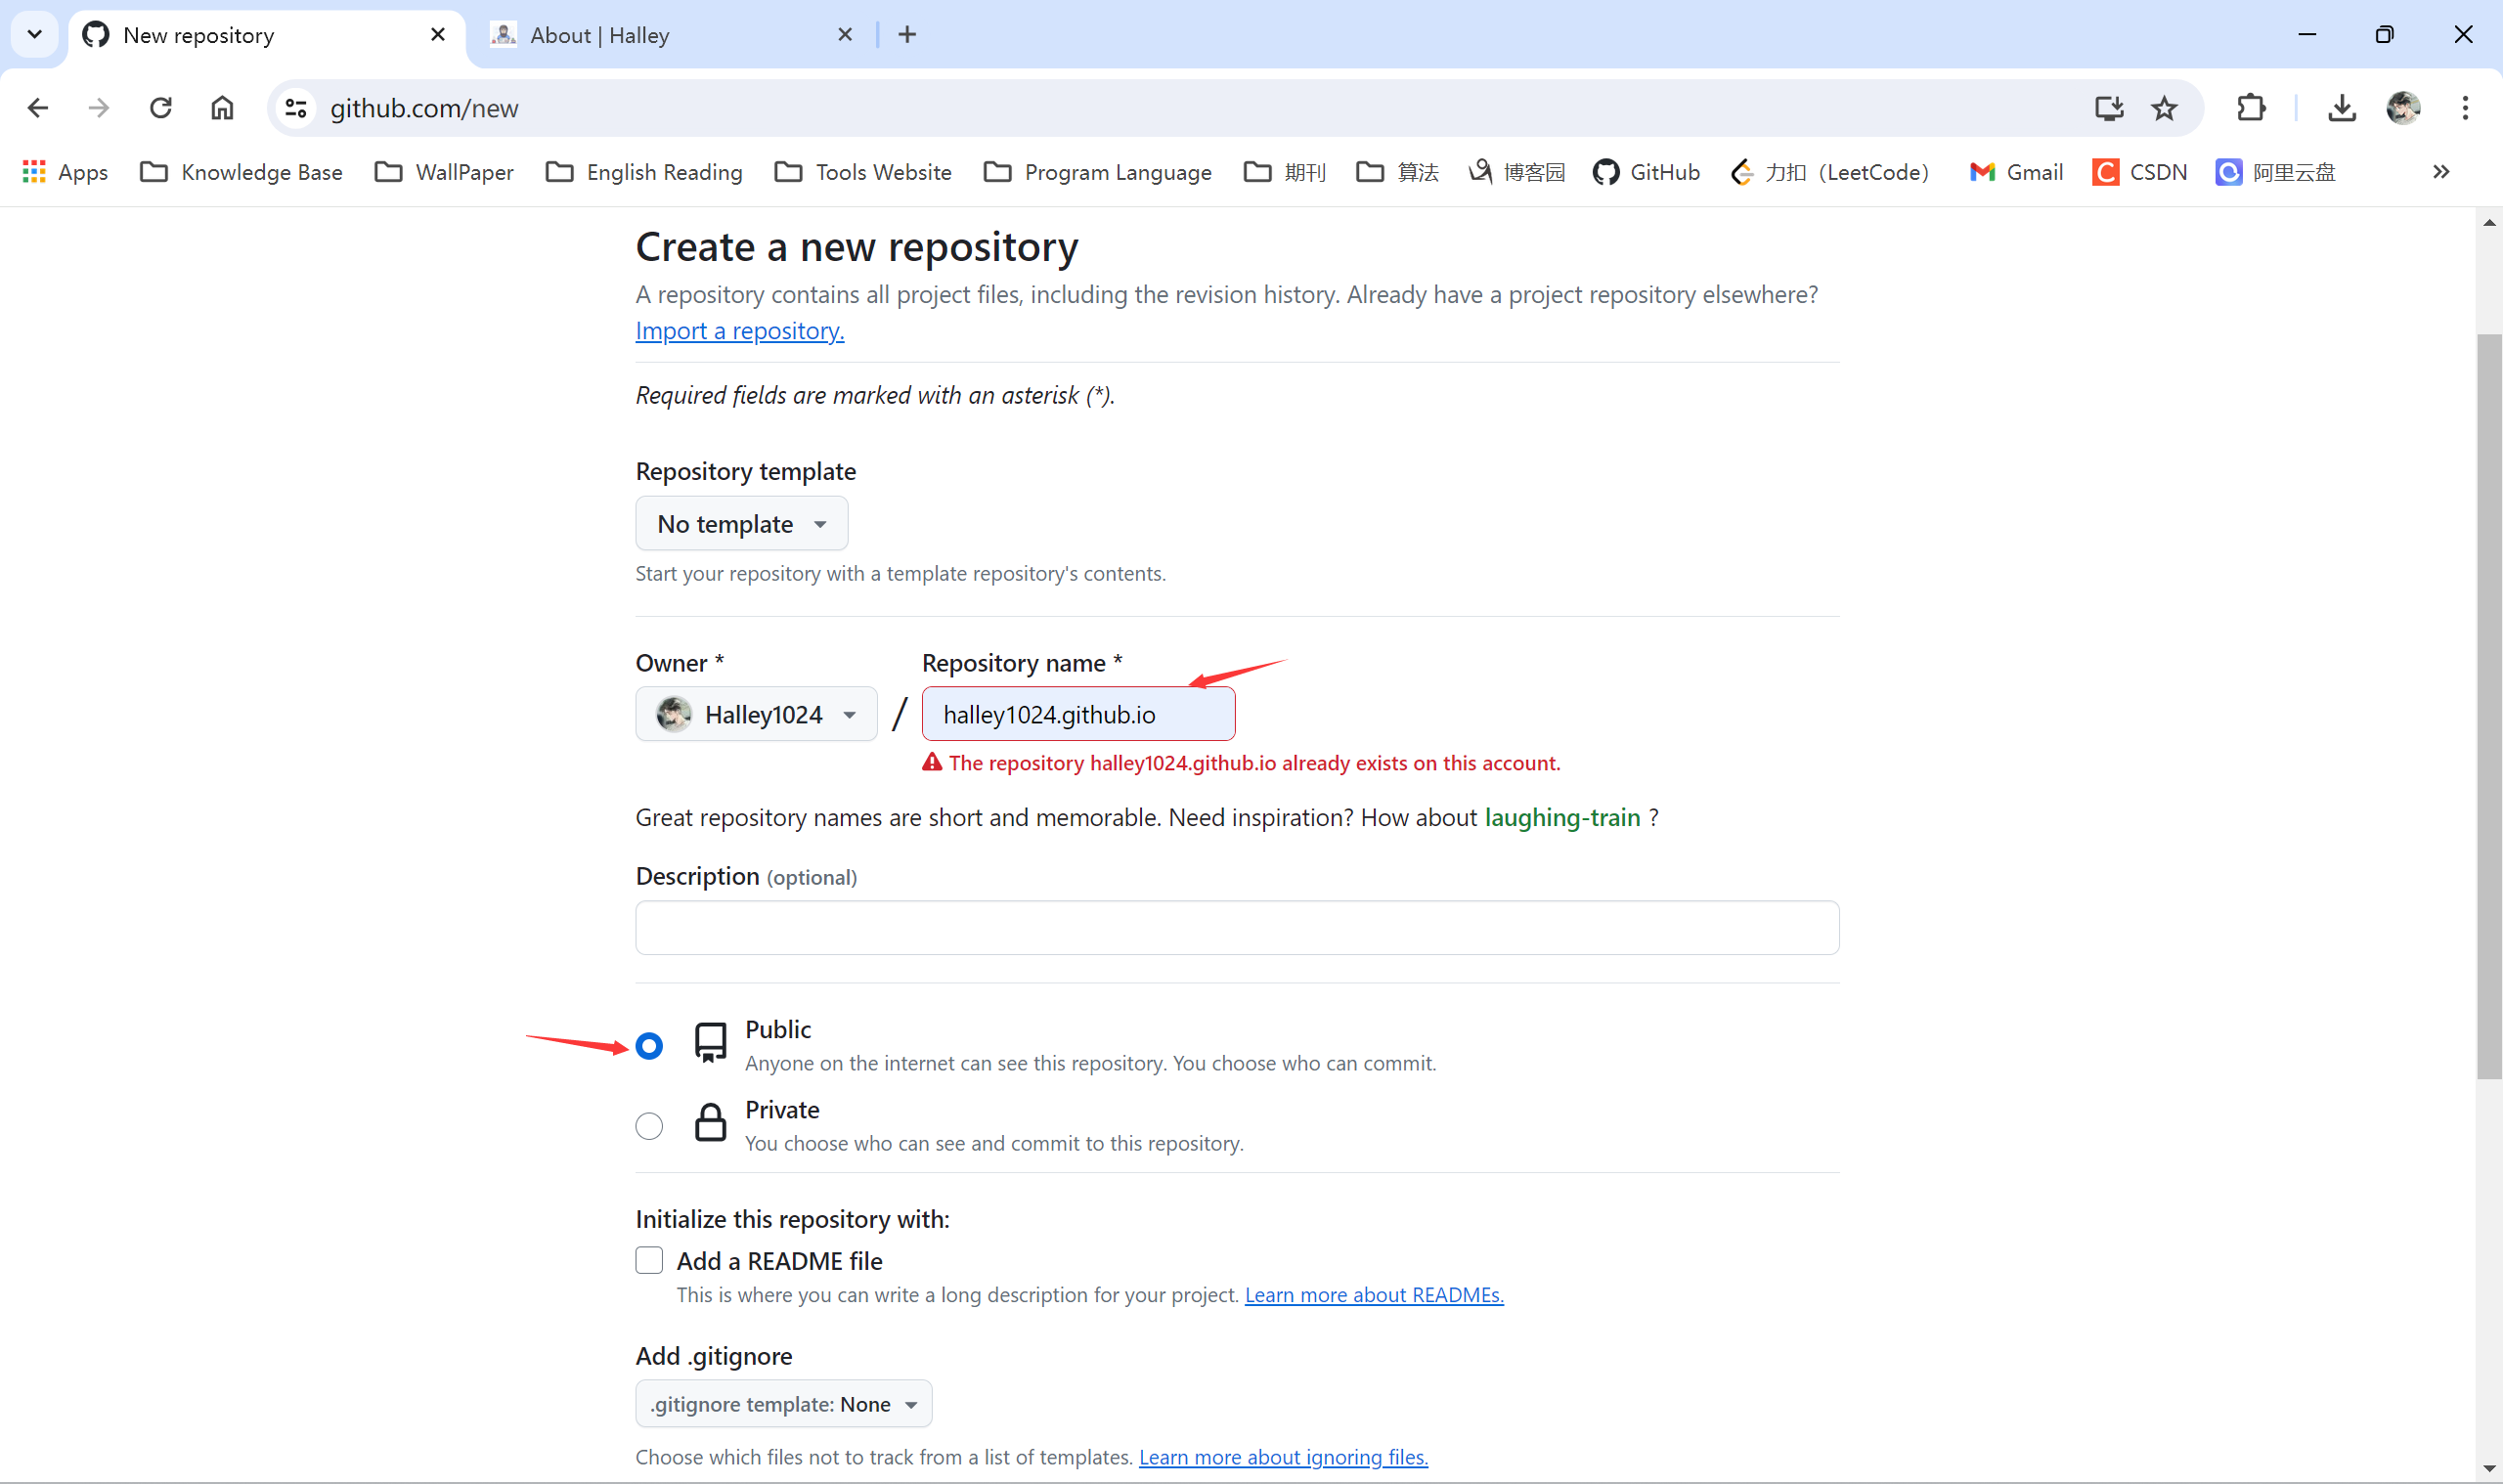 New repository
About | Halley
github.com/new
Apps Knowledge Base WallPaper English Reading Tools Website Program Language 期刊 算法 博客园 GitHub 力扣（LeetCode） Gmail CSDN 阿里云盘
Create a new repository
A repository contains all project files, including the revision history. Already have a project repository elsewhere?
Import a repository.
Required fields are marked with an asterisk (*).
Repository template
No template
Start your repository with a template repository's contents.
Owner * Repository name *
Halley1024 / halley1024.github.io
The repository halley1024.github.io already exists on this account.
Great repository names are short and memorable. Need inspiration? How about laughing-train ?
Description (optional)
Public
Anyone on the internet can see this repository. You choose who can commit.
Private
You choose who can see and commit to this repository.
Initialize this repository with:
Add a README file
This is where you can write a long description for your project. Learn more about READMEs.
Add .gitignore
.gitignore template: None
Choose which files not to track from a list of templates. Learn more about ignoring files.